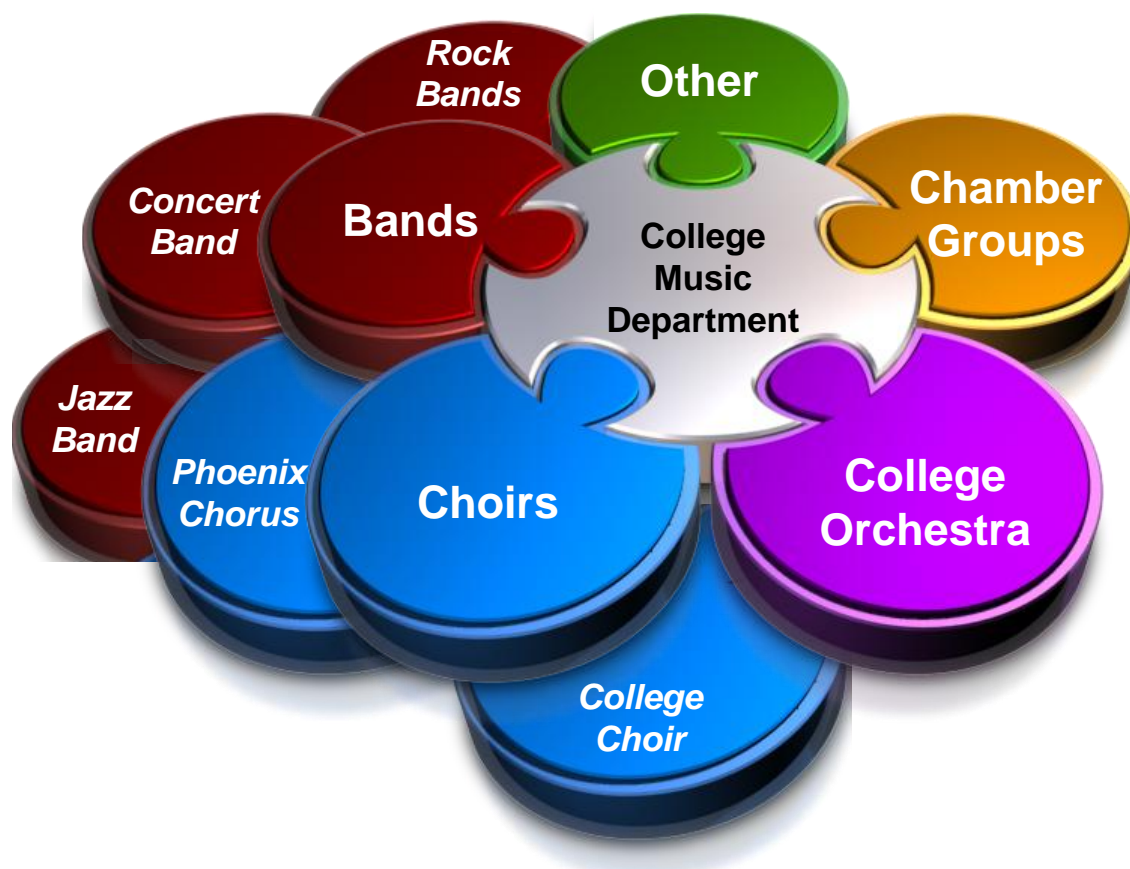 Rock
Bands
Other
Concert
Band
Bands
College
Music
Department
Chamber
Groups
Jazz
Band
Phoenix
Chorus
Choirs
College
Orchestra
College
Choir